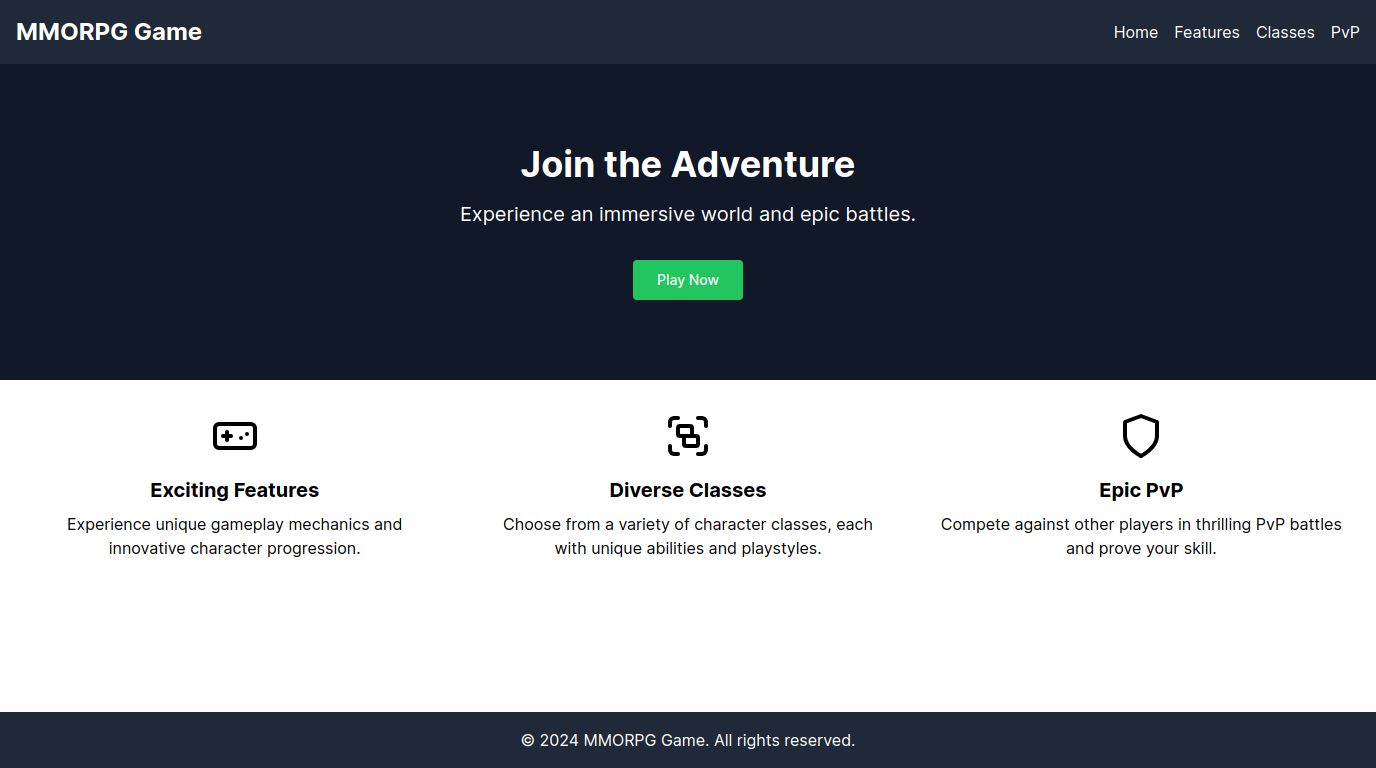 MMORPG Game
Home Features Classes PvP
Join the Adventure
Experience an immersive world and epic battles.
Play Now
Exciting Features
Experience unique gameplay mechanics and
innovative character progression.
Diverse Classes
Choose from a variety of character classes, each
with unique abilities and playstyles.
Epic PvP
Compete against other players in thrilling PvP battles
and prove your skill.
© 2024 MMORPG Game. All rights reserved.